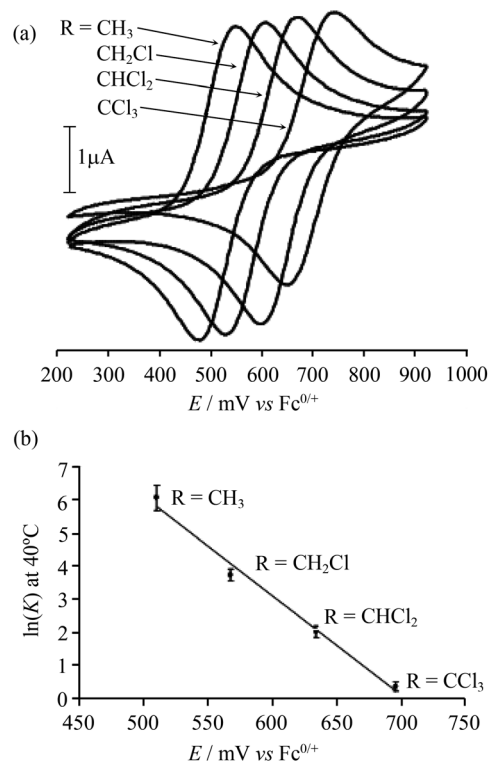 (a)
R = CH₃
CH₂Cl
CHCl₂
CCl₃
1μA
200 300 400 500 600 700 800 900 1000
E / mV vs Fc⁰/⁺
(b)
7
6
5
4
3
2
1
0
ln(K) at 40ºC
R = CH₃
R = CH₂Cl
R = CHCl₂
R = CCl₃
450 500 550 600 650 700 750
E / mV vs Fc⁰/⁺